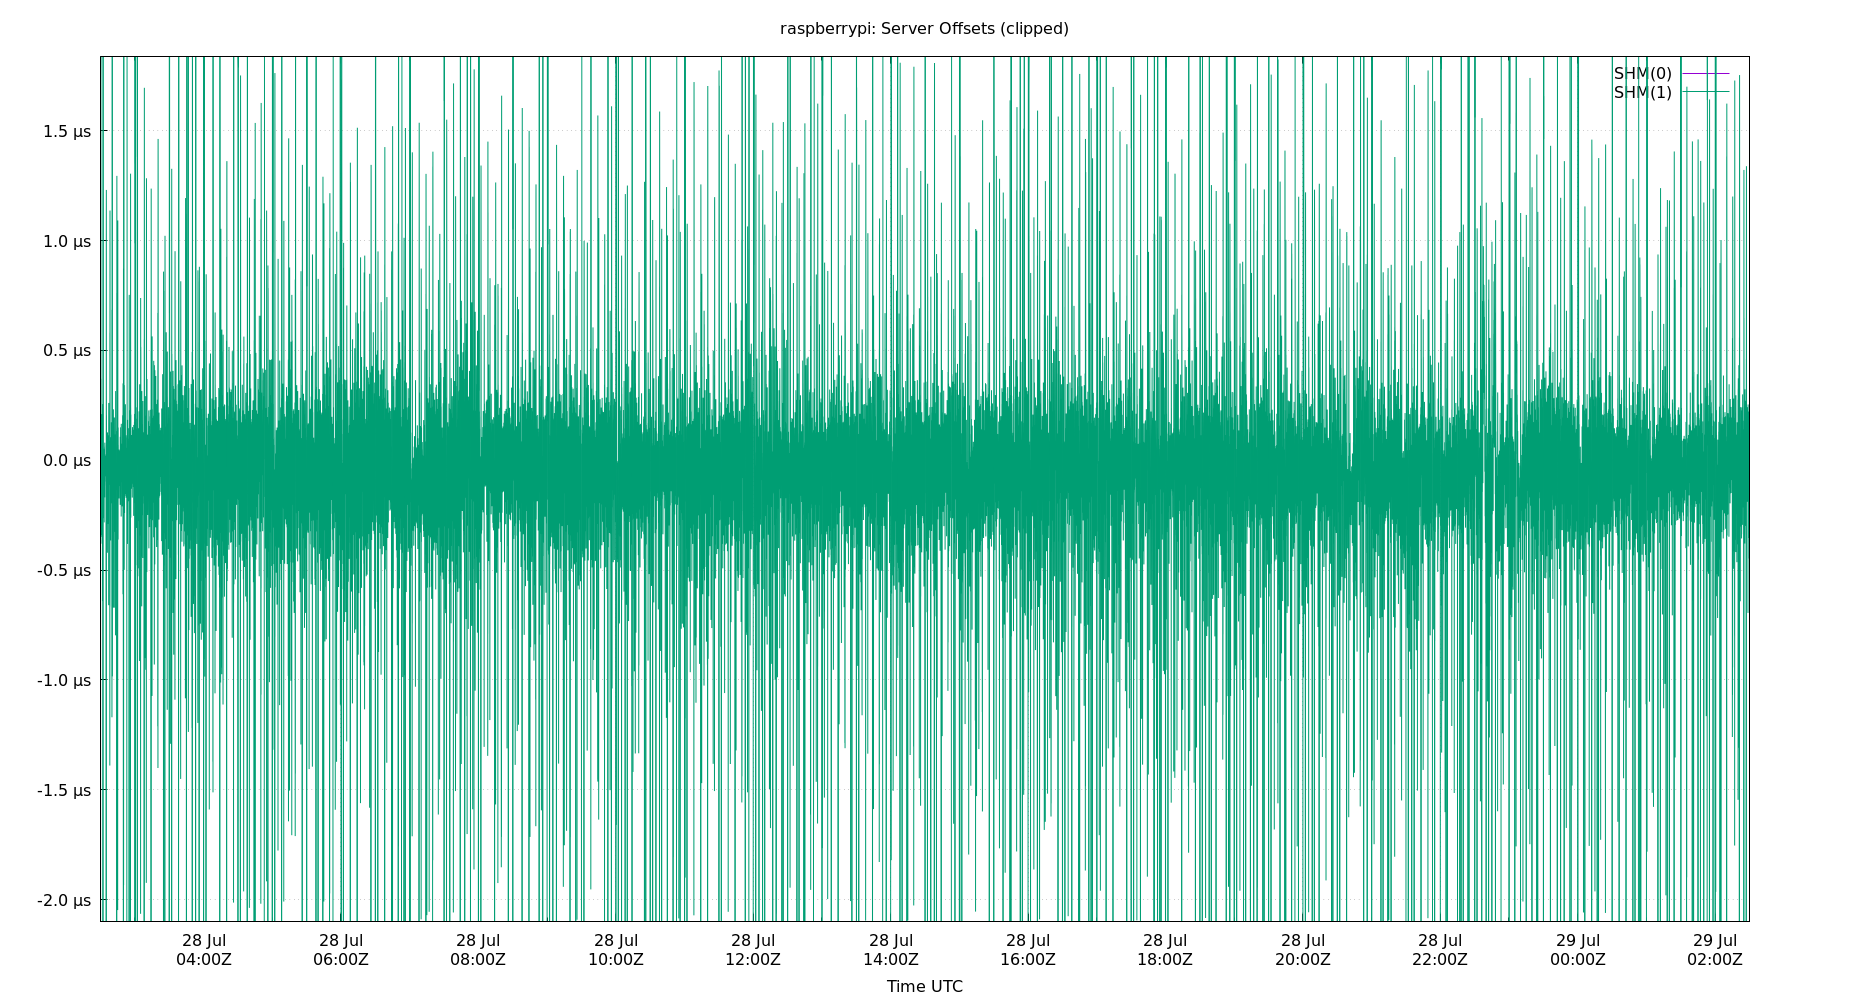 raspberrypi: Server Offsets (clipped)
SHM(0)
SHM(1)
1.5 µs
1.0 µs
0.5 µs
0.0 µs
-0.5 µs
-1.0 µs
-1.5 µs
-2.0 µs
28 Jul 28 Jul 28 Jul 28 Jul 28 Jul 28 Jul 28 Jul 28 Jul 28 Jul 28 Jul 29 Jul 29 Jul
04:00Z 06:00Z 08:00Z 10:00Z 12:00Z 14:00Z 16:00Z 18:00Z 20:00Z 22:00Z 00:00Z 02:00Z
Time UTC